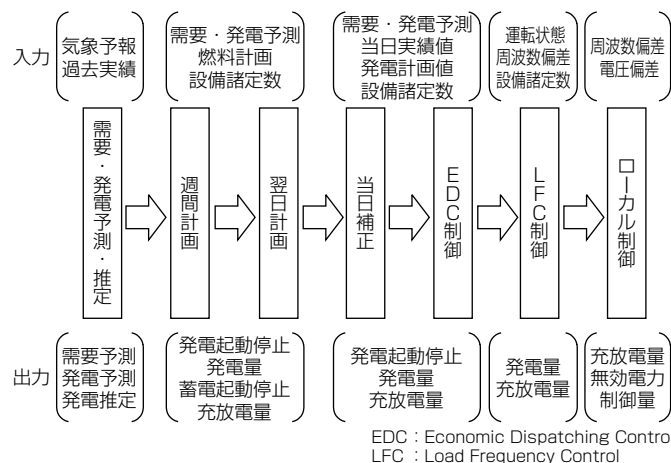 入力
気象予報
過去実績
需要・発電予測
燃料計画
設備諸定数
需要・発電予測
当日実績値
発電計画値
設備諸定数
運転状態
周波数偏差
設備諸定数
周波数偏差
電圧偏差
需要・発電予測・推定
週間計画
翌日計画
当日補正
EDC制御
LFC制御
ローカル制御
出力
需要予測
発電予測
発電推定
発電起動停止
発電量
蓄電起動停止
充放電量
発電起動停止
発電量
充放電量
発電量
充放電量
充放電量
無効電力
制御量
EDC：Economic Dispatching Contro
LFC：Load Frequency Control